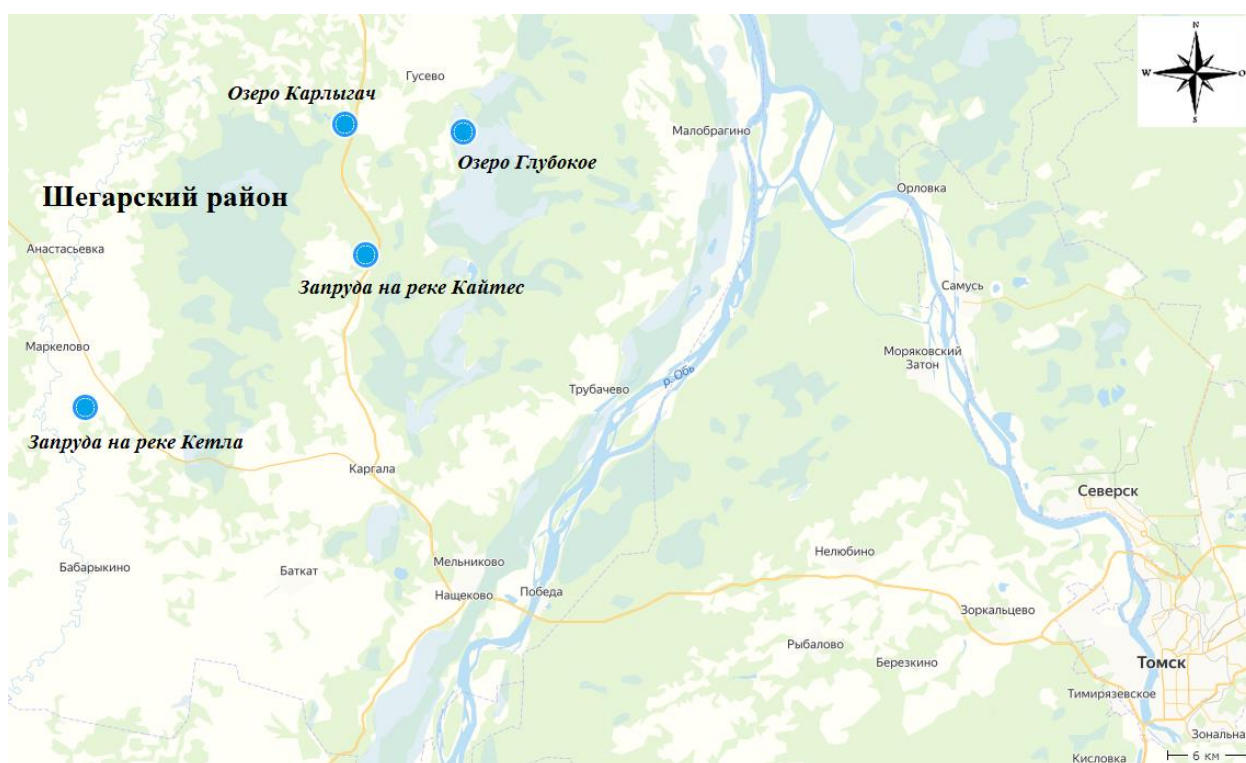 N
Гусево
Озеро Карлыгач
W
O
S
Малобрагино
Озеро Глубокое
Шегарский район
Орловка
Анастасьевка
Запруда на реке Кайтес
Самусь
Маркелово
Моряковский
Затон
р. Обь
Трубачево
Запруда на реке Кетла
Каргала
Северск
Нелюбино
Мельниково
Бабарыкино
Баткат
Нащеково
Победа
Зоркальцево
Рыбалово
Березкино
Томск
Тимирязевское
Зональна
Кисловка
6 км